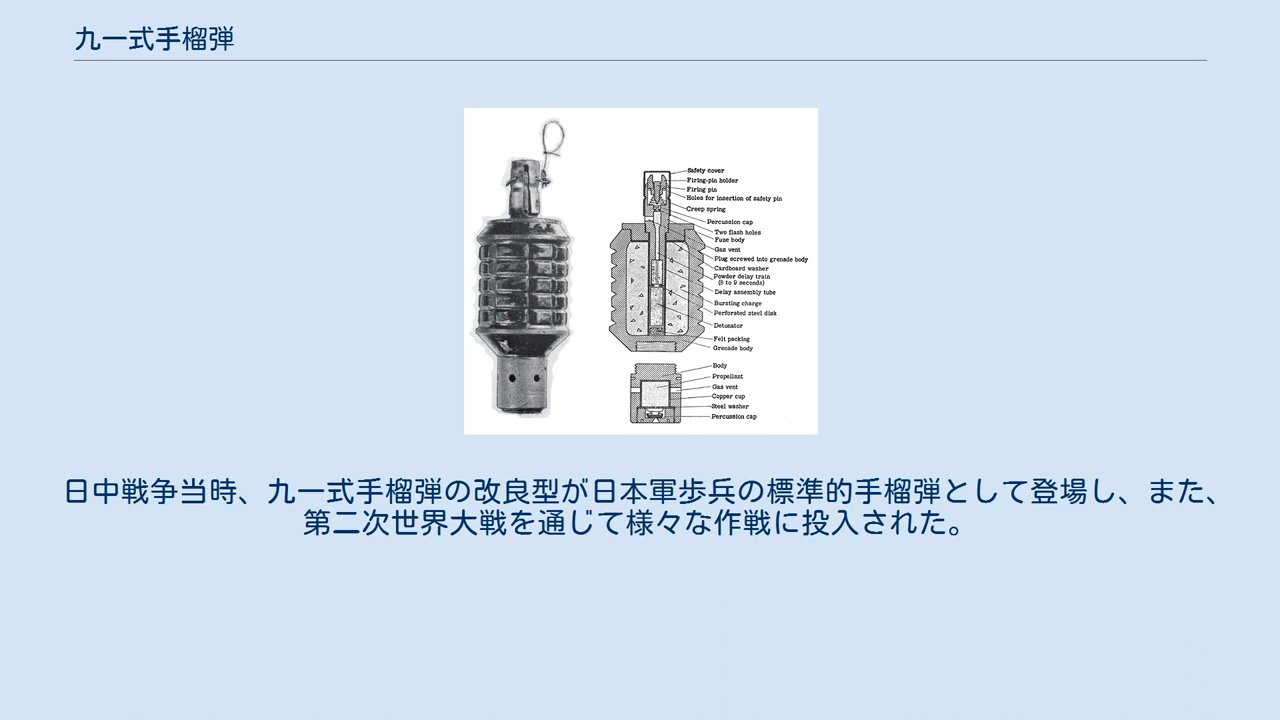 九一式手榴弾
Safety cover
Firing-pin holder
Firing pin
Holes for insertion of safety pin
Creep spring
Percussion cap
Two flash holes
Fuze body
Gas vent
Plug screwed into grenade body
Cardboard washer
Powder delay train
(8 to 9 seconds)
Delay assembly tube
Bursting charge
Perforated steel disk
Detonator
Felt packing
Grenade body
Body
Propellant
Gas vent
Copper cup
Steel washer
Percussion cap
日中戦争当時、九一式手榴弾の改良型が日本軍歩兵の標準的手榴弾として登場し、また、
第二次世界大戦を通じて様々な作戦に投入された。